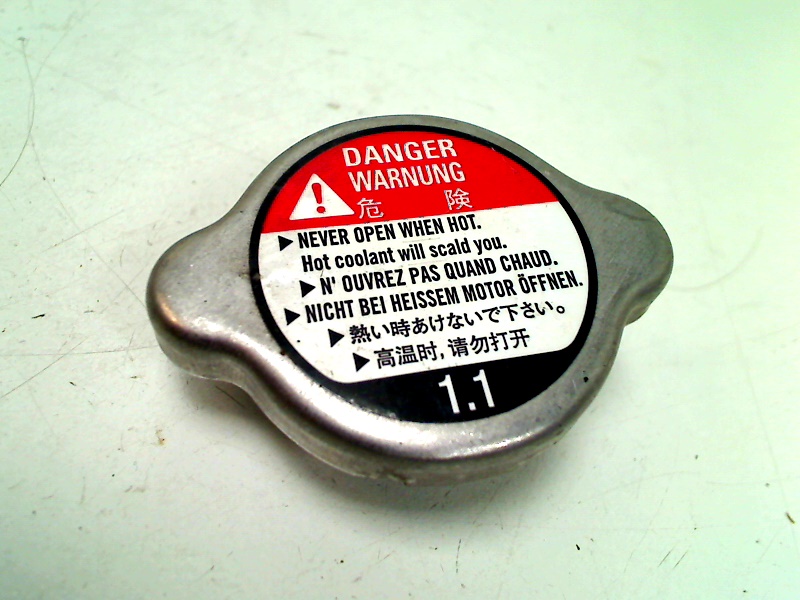 DANGER
WARNUNG
危 険
▶ NEVER OPEN WHEN HOT.
Hot coolant will scald you.
▶ N' OUVREZ PAS QUAND CHAUD.
▶ NICHT BEI HEISSEM MOTOR ÖFFNEN.
▶ 熱い時あけないで下さい。
▶ 高温时,请勿打开
1.1